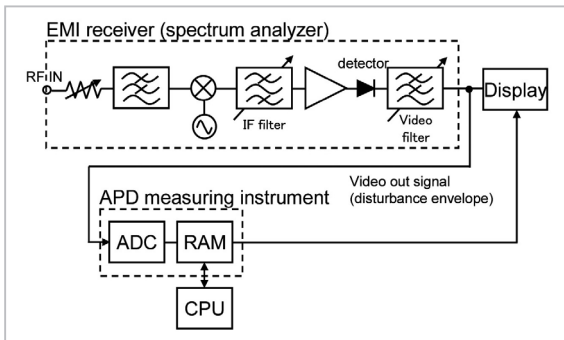 EMI receiver (spectrum analyzer)
RF IN
detector
IF filter
Video
filter
Display
Video out signal
(disturbance envelope)
APD measuring instrument
ADC
RAM
CPU